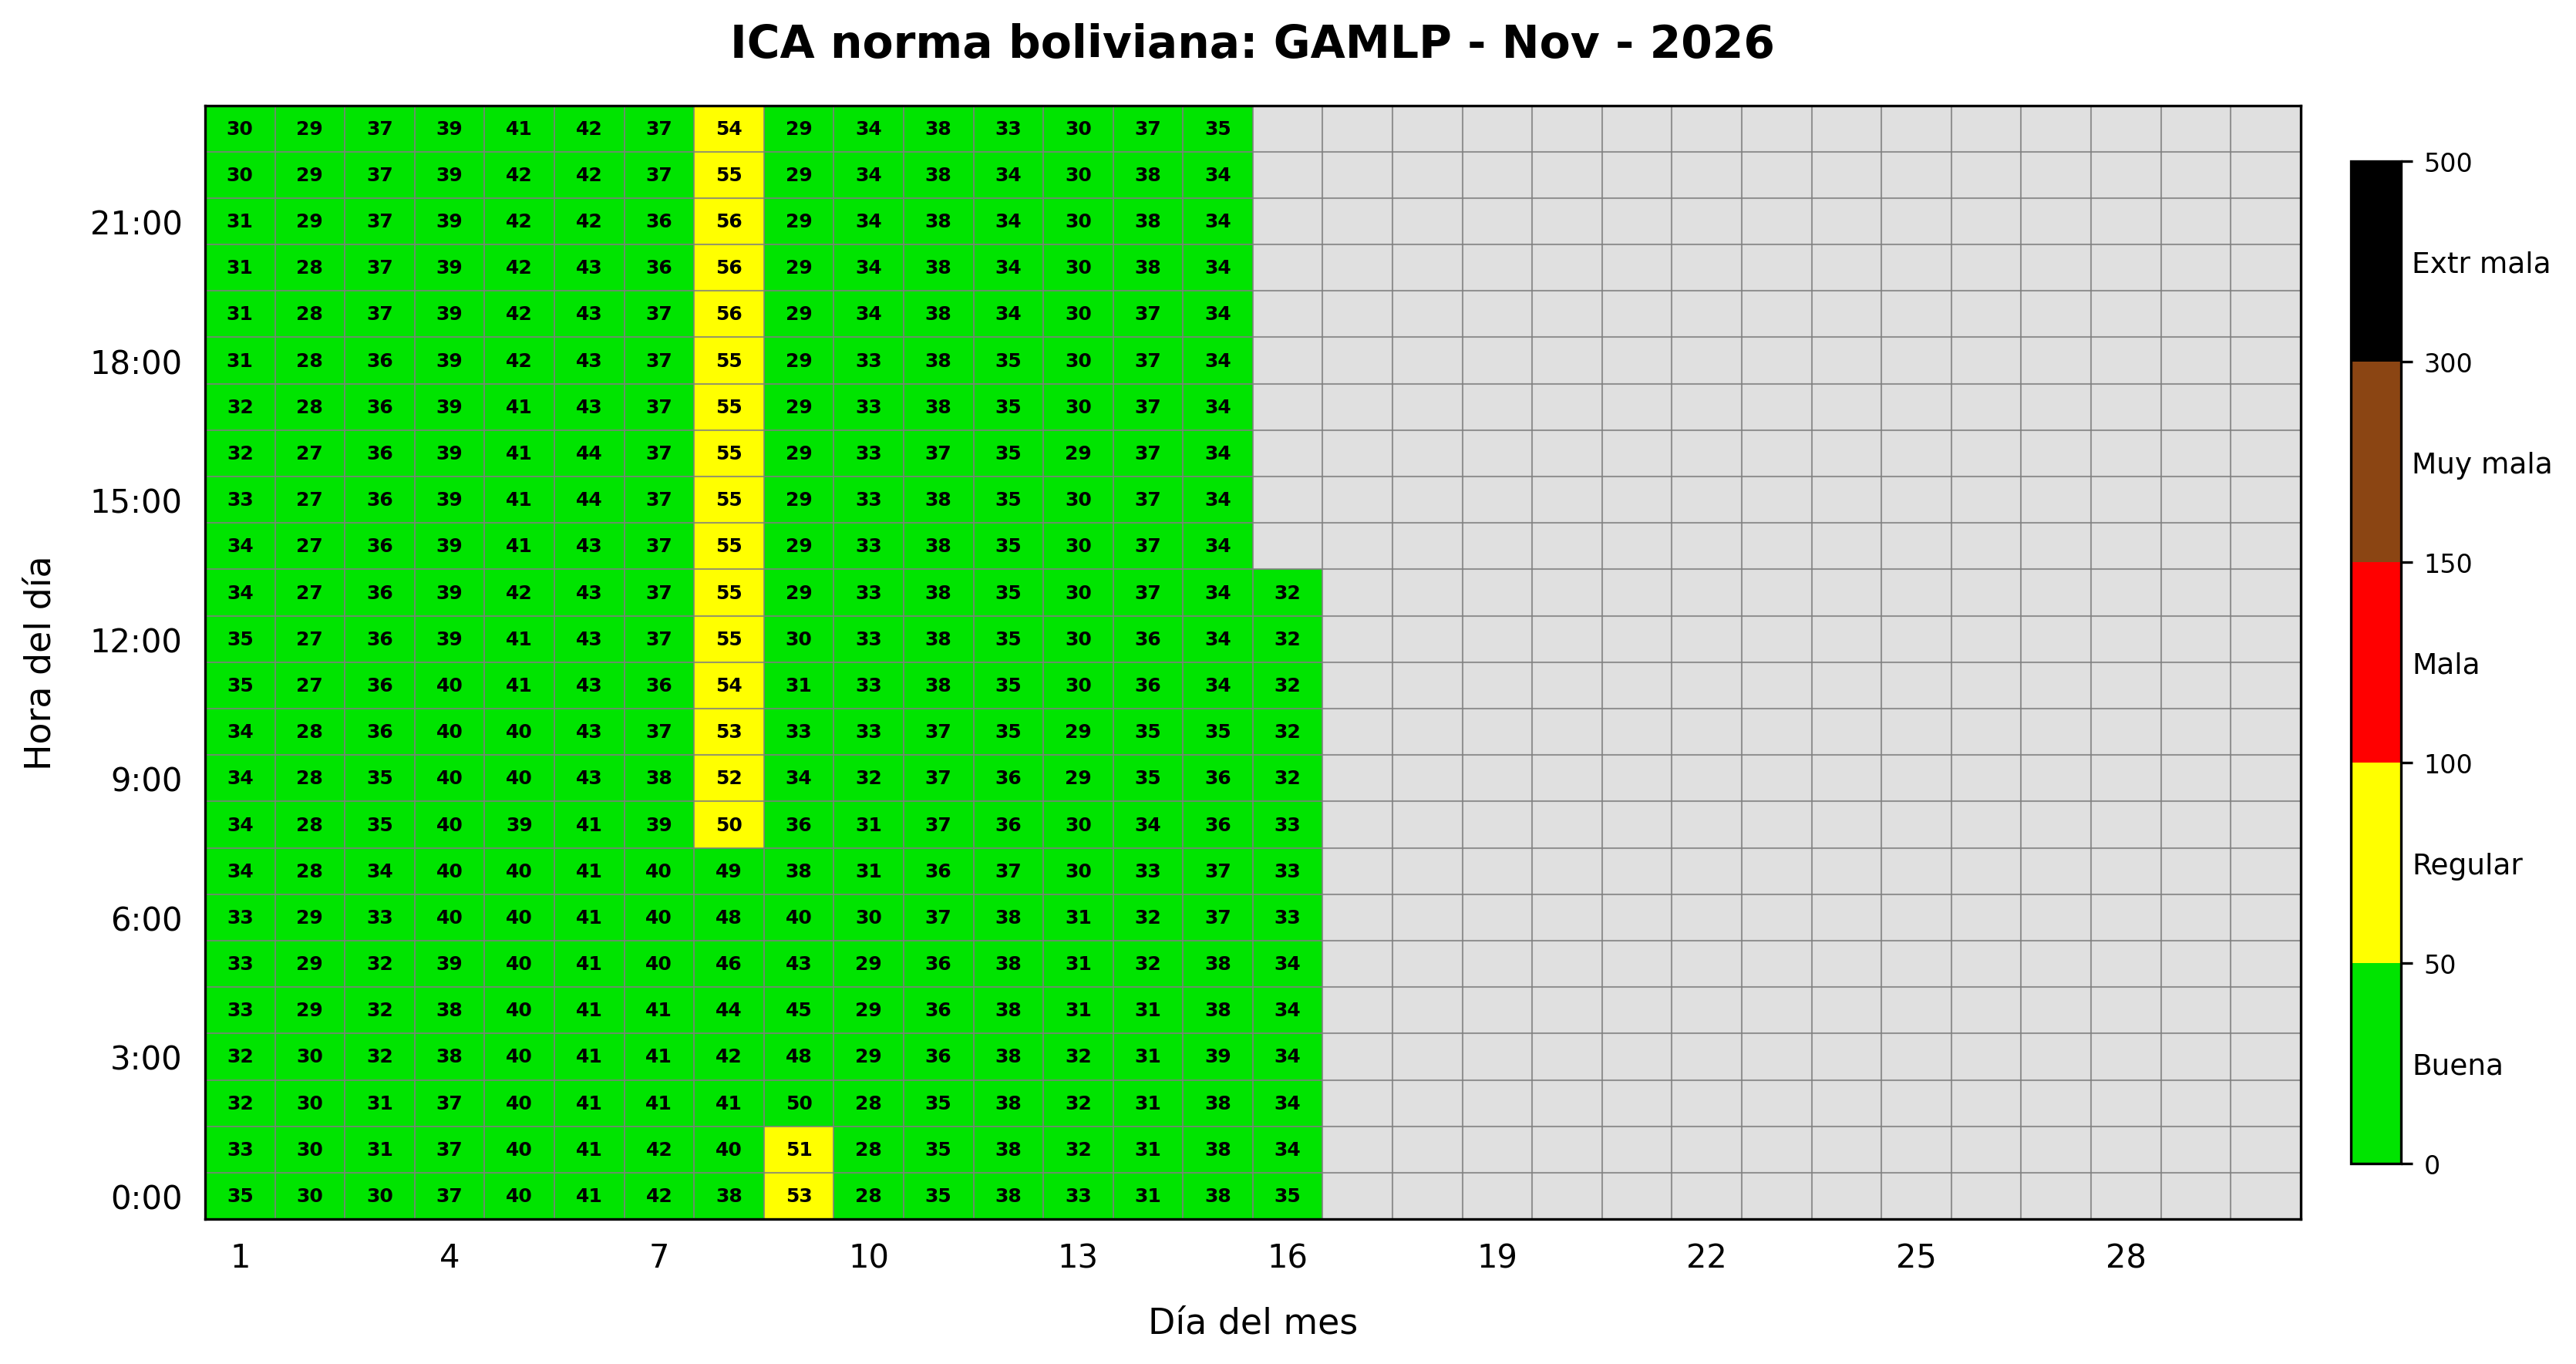 ICA norma boliviana: GAMLP - Nov - 2026
30 29 37 39 41 42 37 54 29 34 38 33 30 37 35
30 29 37 39 42 42 37 55 29 34 38 34 30 38 34
21:00 31 29 37 39 42 42 36 56 29 34 38 34 30 38 34
31 28 37 39 42 43 36 56 29 34 38 34 30 38 34
31 28 37 39 42 43 37 56 29 34 38 34 30 37 34
18:00 31 28 36 39 42 43 37 55 29 33 38 35 30 37 34
32 28 36 39 41 43 37 55 29 33 38 35 30 37 34
32 27 36 39 41 44 37 55 29 33 37 35 29 37 34
15:00 33 27 36 39 41 44 37 55 29 33 38 35 30 37 34
34 27 36 39 41 43 37 55 29 33 38 35 30 37 34
34 27 36 39 42 43 37 55 29 33 38 35 30 37 34 32
12:00 35 27 36 39 41 43 37 55 30 33 38 35 30 36 34 32
35 27 36 40 41 43 36 54 31 33 38 35 30 36 34 32
34 28 36 40 40 43 37 53 33 33 37 35 29 35 35 32
9:00 34 28 35 40 40 43 38 52 34 32 37 36 29 35 36 32
34 28 35 40 39 41 39 50 36 31 37 36 30 34 36 33
34 28 34 40 40 41 40 49 38 31 36 37 30 33 37 33
6:00 33 29 33 40 40 41 40 48 40 30 37 38 31 32 37 33
33 29 32 39 40 41 40 46 43 29 36 38 31 32 38 34
33 29 32 38 40 41 41 44 45 29 36 38 31 31 38 34
3:00 32 30 32 38 40 41 41 42 48 29 36 38 32 31 39 34
32 30 31 37 40 41 41 41 50 28 35 38 32 31 38 34
33 30 31 37 40 41 42 40 51 28 35 38 32 31 38 34
0:00 35 30 30 37 40 41 42 38 53 28 35 38 33 31 38 35
1 4 7 10 13 16 19 22 25 28
Día del mes
Hora del día
500
Extr mala
300
Muy mala
150
Mala
100
Regular
50
Buena
0